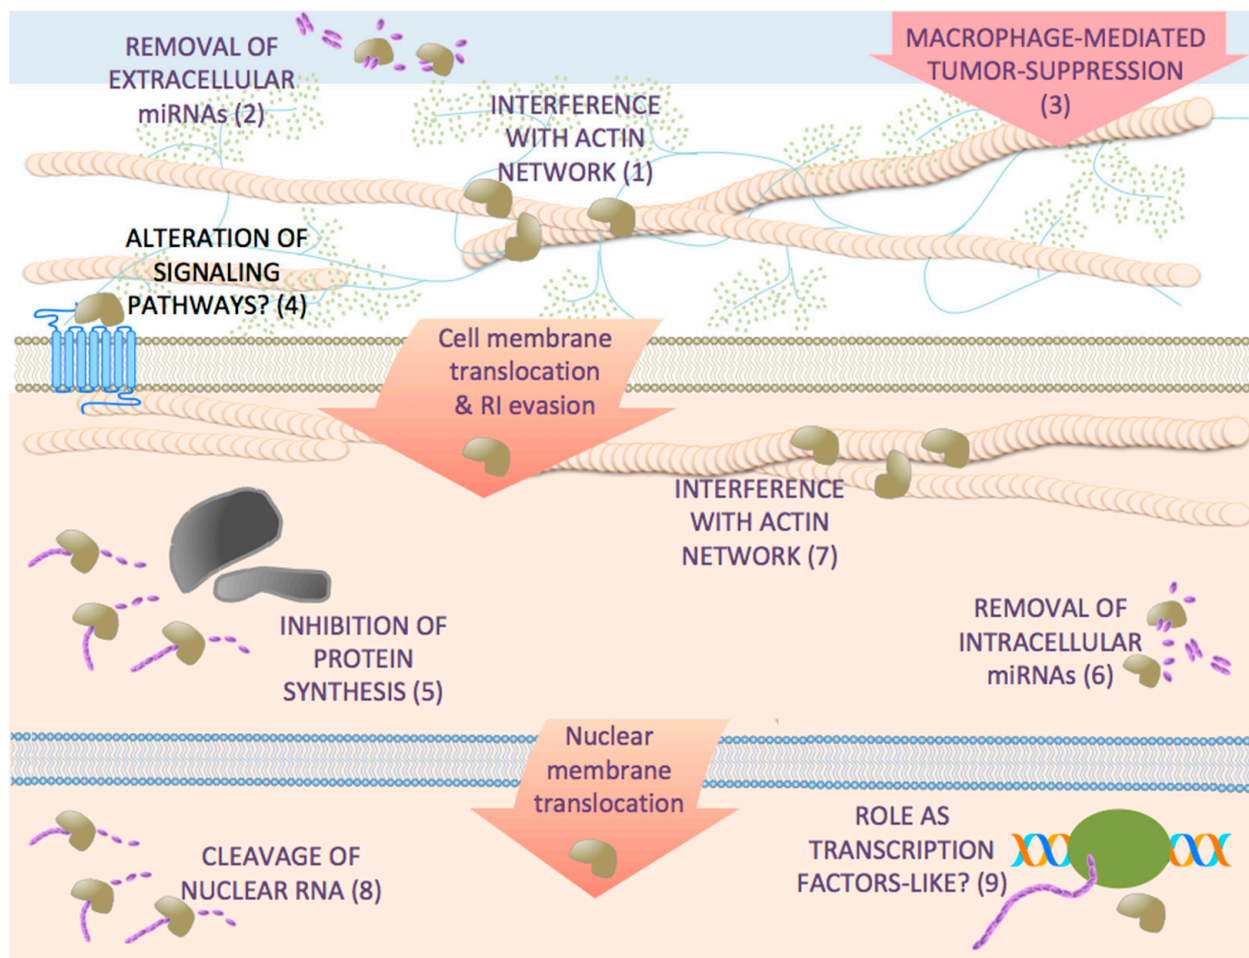 REMOVAL OF
EXTRACELLULAR
miRNAs (2)
INTERFERENCE
WITH ACTIN
NETWORK (1)
MACROPHAGE-MEDIATED
TUMOR-SUPPRESSION
(3)
ALTERATION OF
SIGNALING
PATHWAYS? (4)
Cell membrane
translocation
& RI evasion
INTERFERENCE
WITH ACTIN
NETWORK (7)
INHIBITION OF
PROTEIN
SYNTHESIS (5)
REMOVAL OF
INTRACELLULAR
miRNAs (6)
Nuclear
membrane
translocation
CLEAVAGE OF
NUCLEAR RNA (8)
ROLE AS
TRANSCRIPTION
FACTORS-LIKE? (9)